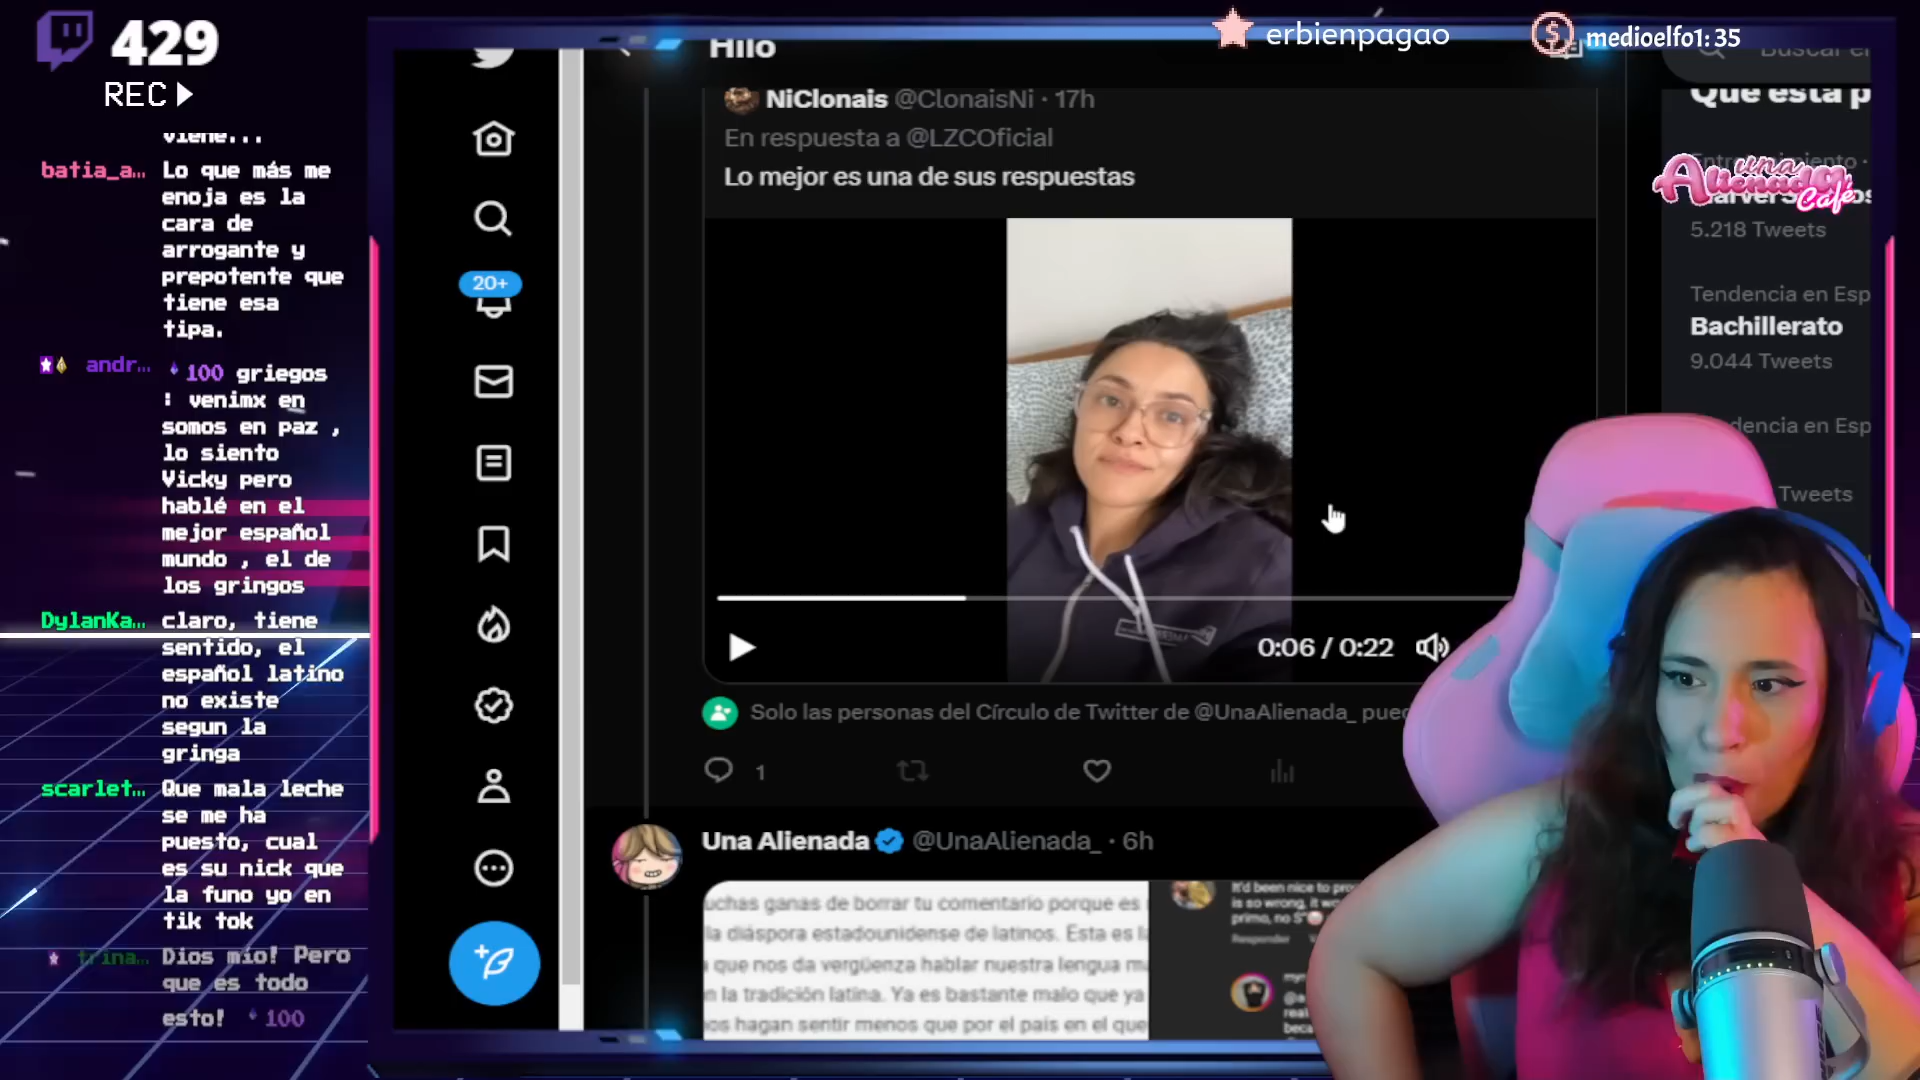 429
REC
viene...
batia_a... Lo que más me
enoja es la
cara de
arrogante y
prepotente que
tiene esa
tipa.
andr... 100 griegos
: venimx en
somos en paz ,
lo siento
Vicky pero
hablé en el
mejor español
mundo , el de
los gringos
DylanKa... claro, tiene
sentido, el
español latino
no existe
segun la
gringa
scarlet... Que mala leche
se me ha
puesto, cual
es su nick que
la funo yo en
tik tok
trina... Dios mío! Pero
que es todo
esto! 100
20+
Hilo
erbienpagao
medioelfo1: 35
NiClonais @ClonaisNi · 17h
En respuesta a @LZCOficial
Lo mejor es una de sus respuestas
0:06 / 0:22
Solo las personas del Círculo de Twitter de @UnaAlienada_
1
Una Alienada @UnaAlienada_ · 6h
uchas ganas de borrar tu comentario porque es
la diáspora estadounidense de latinos. Esta es
que nos da vergüenza hablar nuestra lengua
la tradición latina. Ya es bastante malo que ya
os hagan sentir menos que por el país en el que
It'd been nice to
is so wrong, it
primo, no
Responder
Buscar
Que esta p
una
Alienada
Café
5.218 Tweets
Tendencia en Esp
Bachillerato
9.044 Tweets
dencia en Esp
Tweets